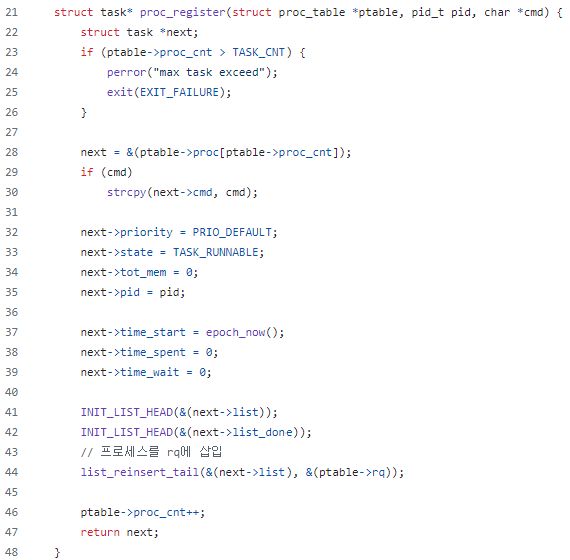 21 struct task* proc_register(struct proc_table *ptable, pid_t pid, char *cmd) {
22 struct task *next;
23 if (ptable->proc_cnt > TASK_CNT) {
24 perror("max task exceed");
25 exit(EXIT_FAILURE);
26 }
27
28 next = &(ptable->proc[ptable->proc_cnt]);
29 if (cmd)
30 strcpy(next->cmd, cmd);
31
32 next->priority = PRIO_DEFAULT;
33 next->state = TASK_RUNNABLE;
34 next->tot_mem = 0;
35 next->pid = pid;
36
37 next->time_start = epoch_now();
38 next->time_spent = 0;
39 next->time_wait = 0;
40
41 INIT_LIST_HEAD(&(next->list));
42 INIT_LIST_HEAD(&(next->list_done));
43 // 프로세스를 rq에 삽입
44 list_reinsert_tail(&(next->list), &(ptable->rq));
45
46 ptable->proc_cnt++;
47 return next;
48 }